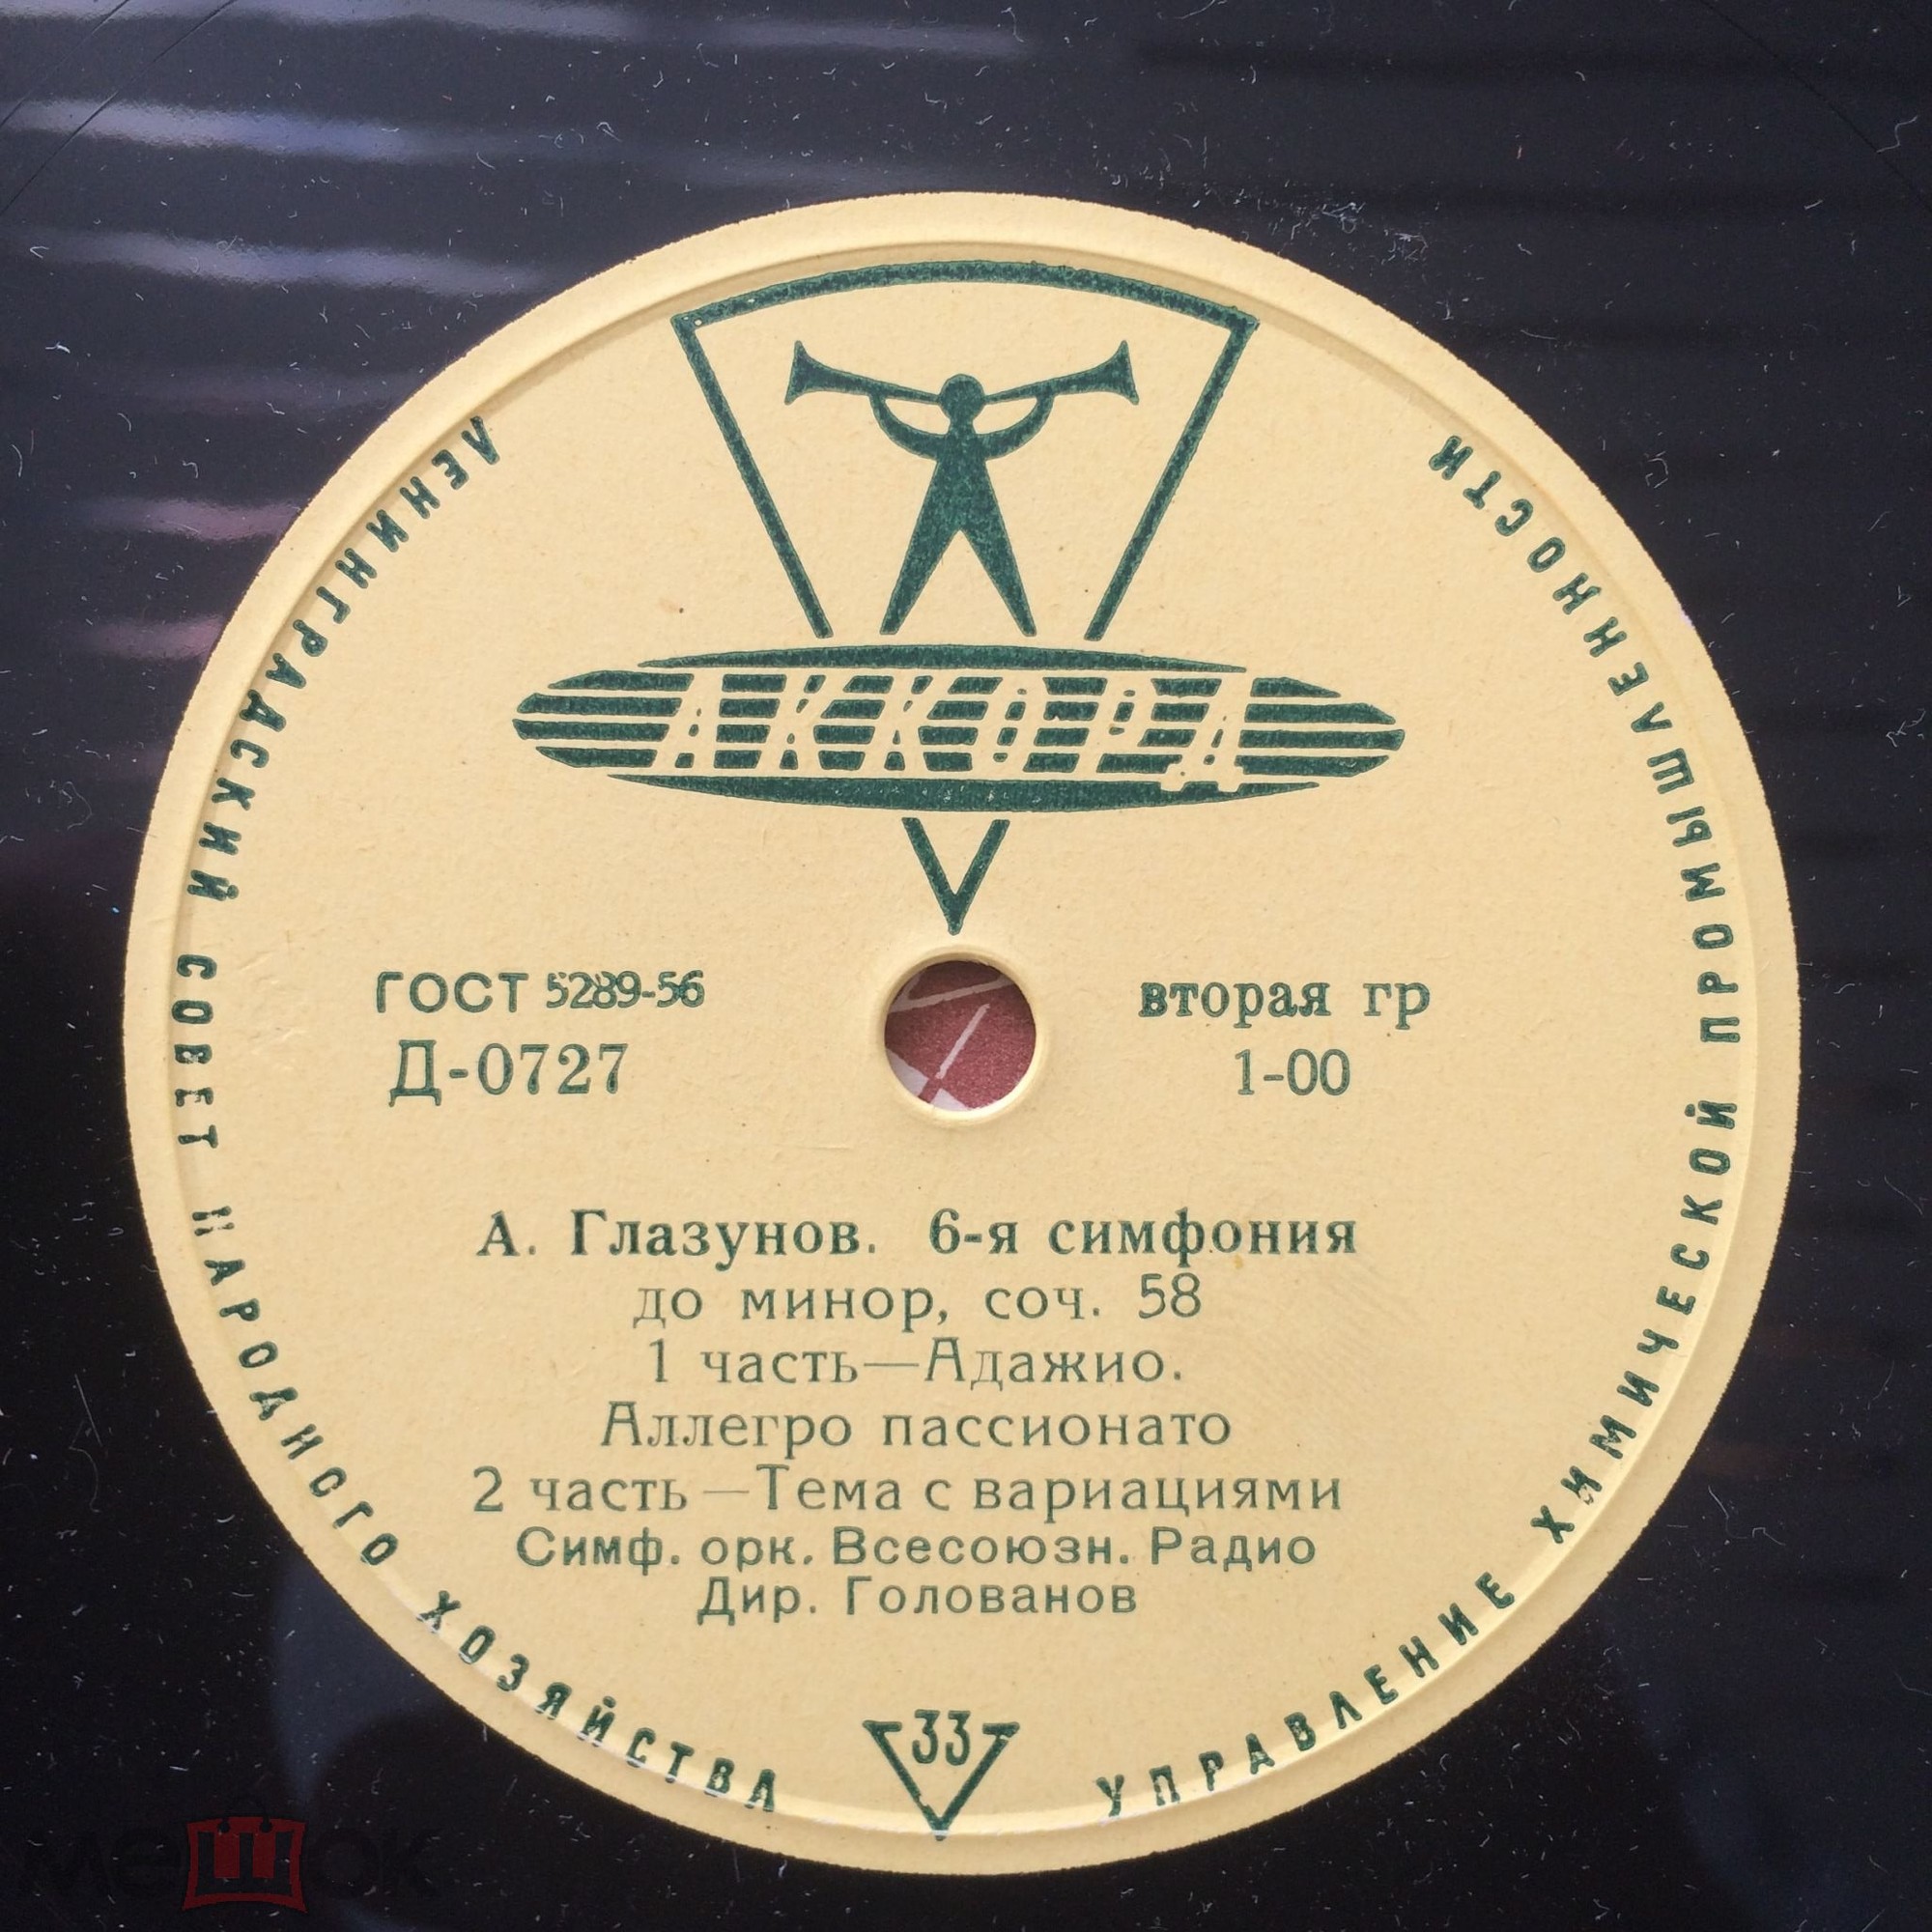 АККОРД
ЛЕНИНГРАДСКИЙ СОВЕТ НАРОДНОГО ХОЗЯЙСТВА
УПРАВЛЕНИЕ ХИМИЧЕСКОЙ ПРОМЫШЛЕННОСТИ
ГОСТ 5289-56
Д-0727
вторая гр
1-00
А. Глазунов. 6-я симфония
до минор, соч. 58
1 часть—Адажио.
Аллегро пассионато
2 часть—Тема с вариациями
Симф. орк. Всесоюзн. Радио
Дир. Голованов
33
мешок